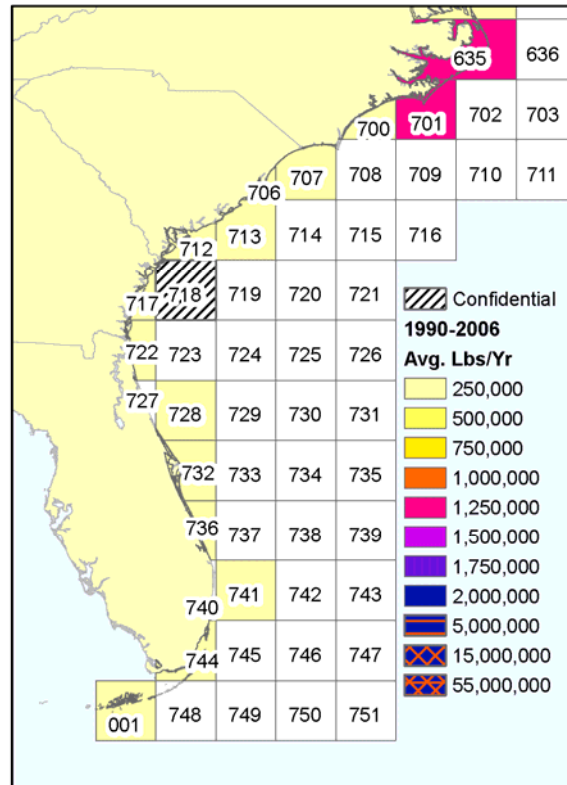 635 636
700 701 702 703
706 707 708 709 710 711
712 713 714 715 716
717 718 719 720 721
722 723 724 725 726
727 728 729 730 731
732 733 734 735
736 737 738 739
740 741 742 743
744 745 746 747
001 748 749 750 751
Confidential
1990-2006
Avg. Lbs/Yr
250,000
500,000
750,000
1,000,000
1,250,000
1,500,000
1,750,000
2,000,000
5,000,000
15,000,000
55,000,000